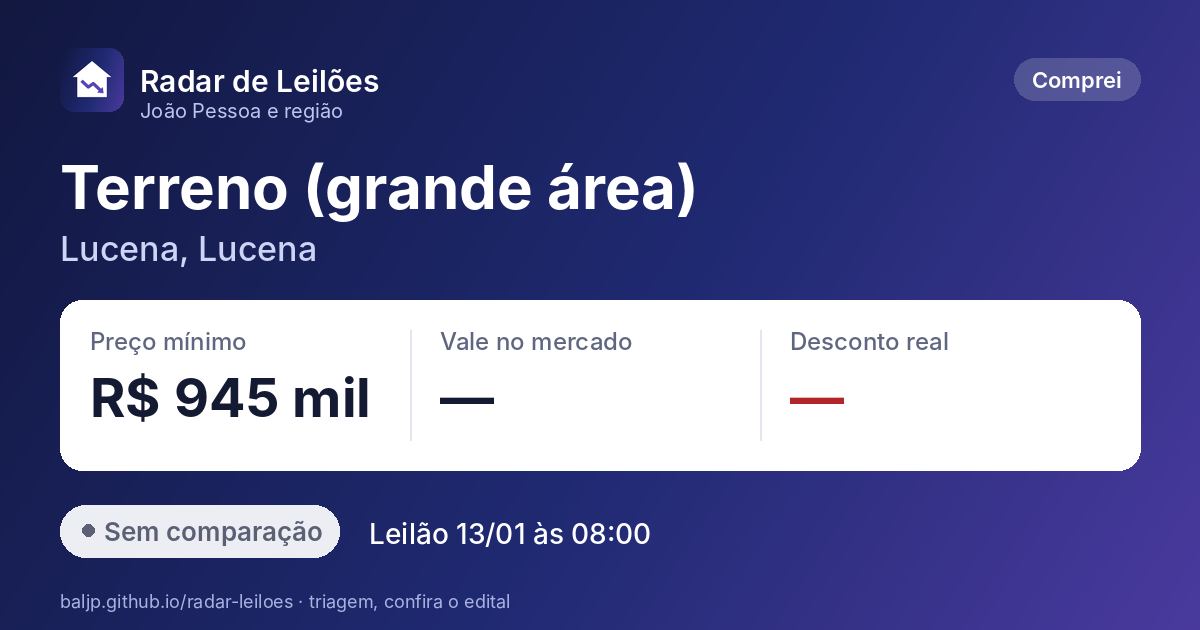 Radar de Leilões
João Pessoa e região
Comprei
Terreno (grande área)
Lucena, Lucena
Preço mínimo
R$ 945 mil
Vale no mercado
—
Desconto real
—
Sem comparação
Leilão 13/01 às 08:00
baljp.github.io/radar-leiloes · triagem, confira o edital